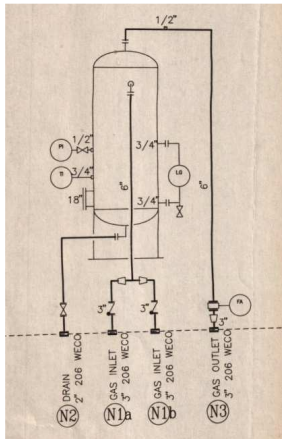 1/2"
1/2"
PI
3/4"
3/4"
TI
6"
LG
6"
18"
3/4"
3"
3"
3"
FA
DRAIN
2" 206 WECO
GAS INLET
3" 206 WECO
GAS INLET
3" 206 WECO
GAS OUTLET
3" 206 WECO
N2
N1a
N1b
N3